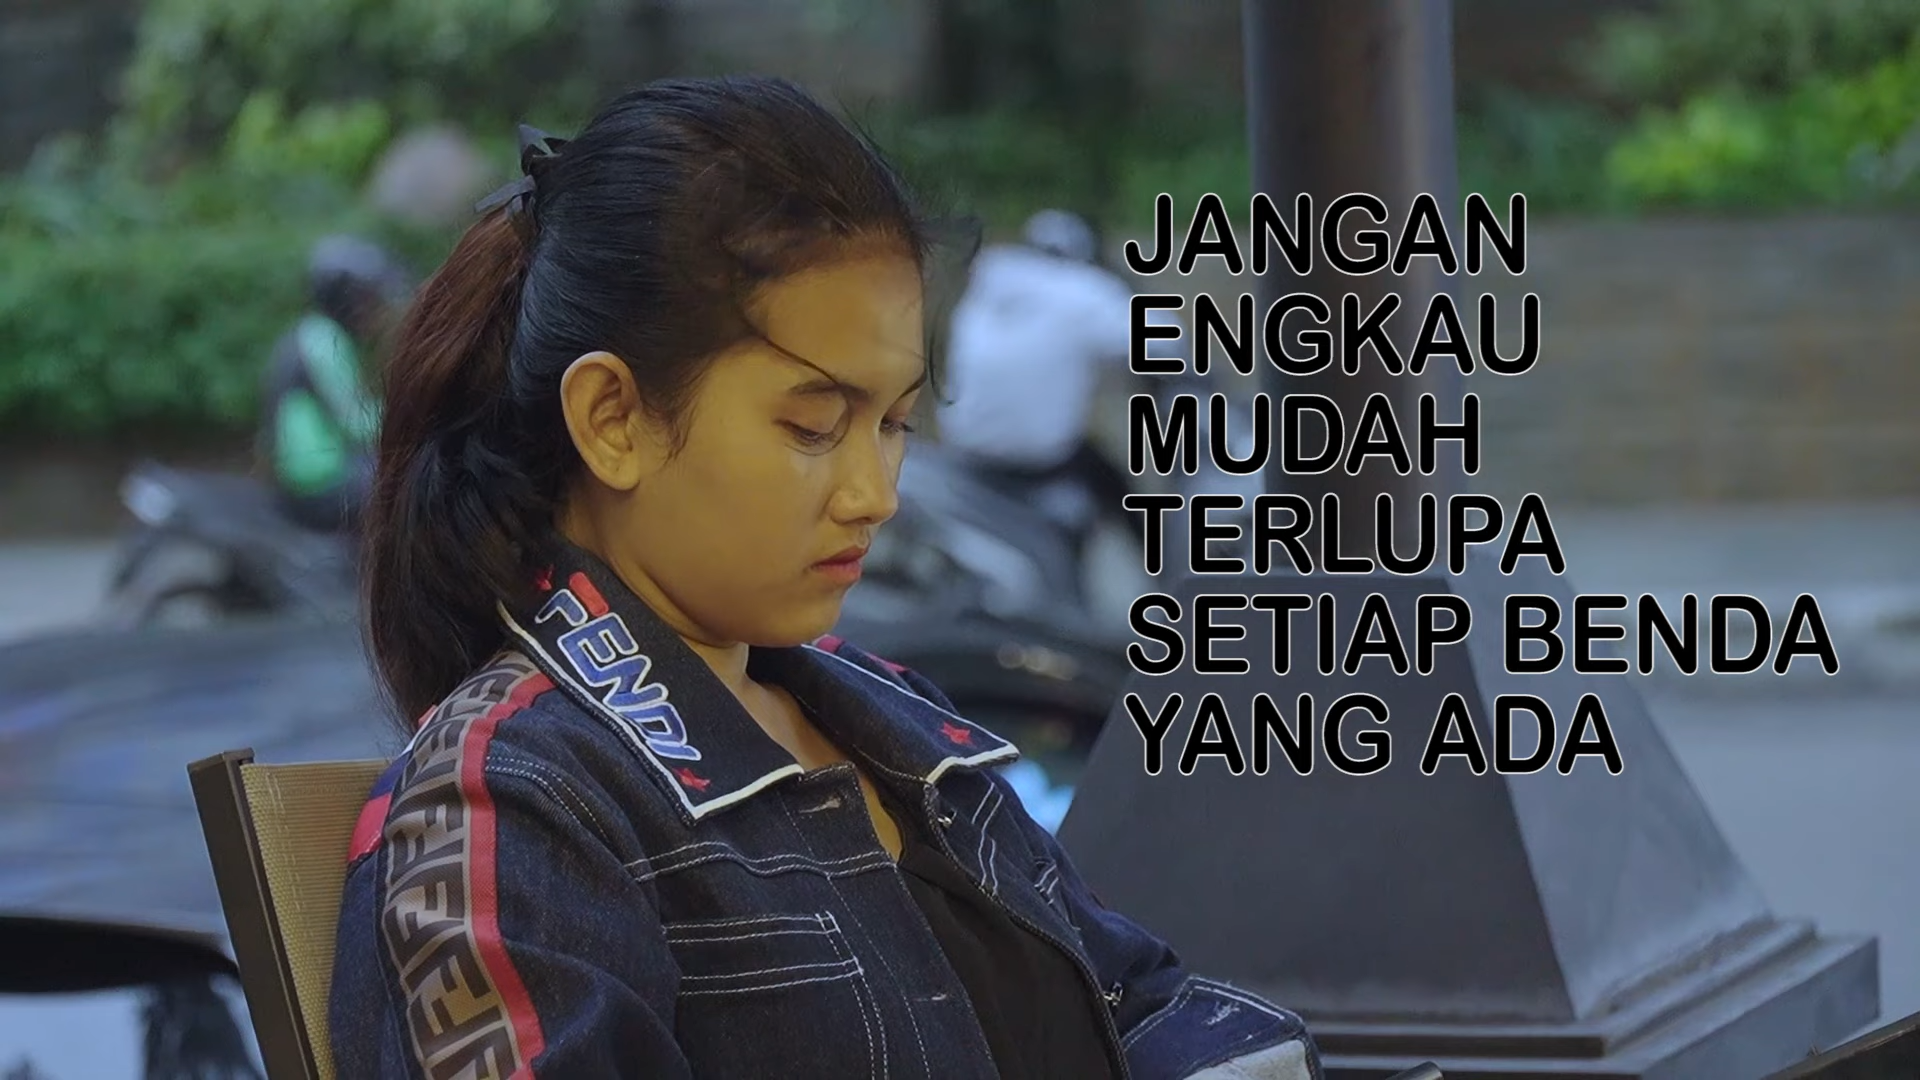 JANGAN
ENGKAU
MUDAH
TERLUPA
SETIAP BENDA
YANG ADA
FENDI